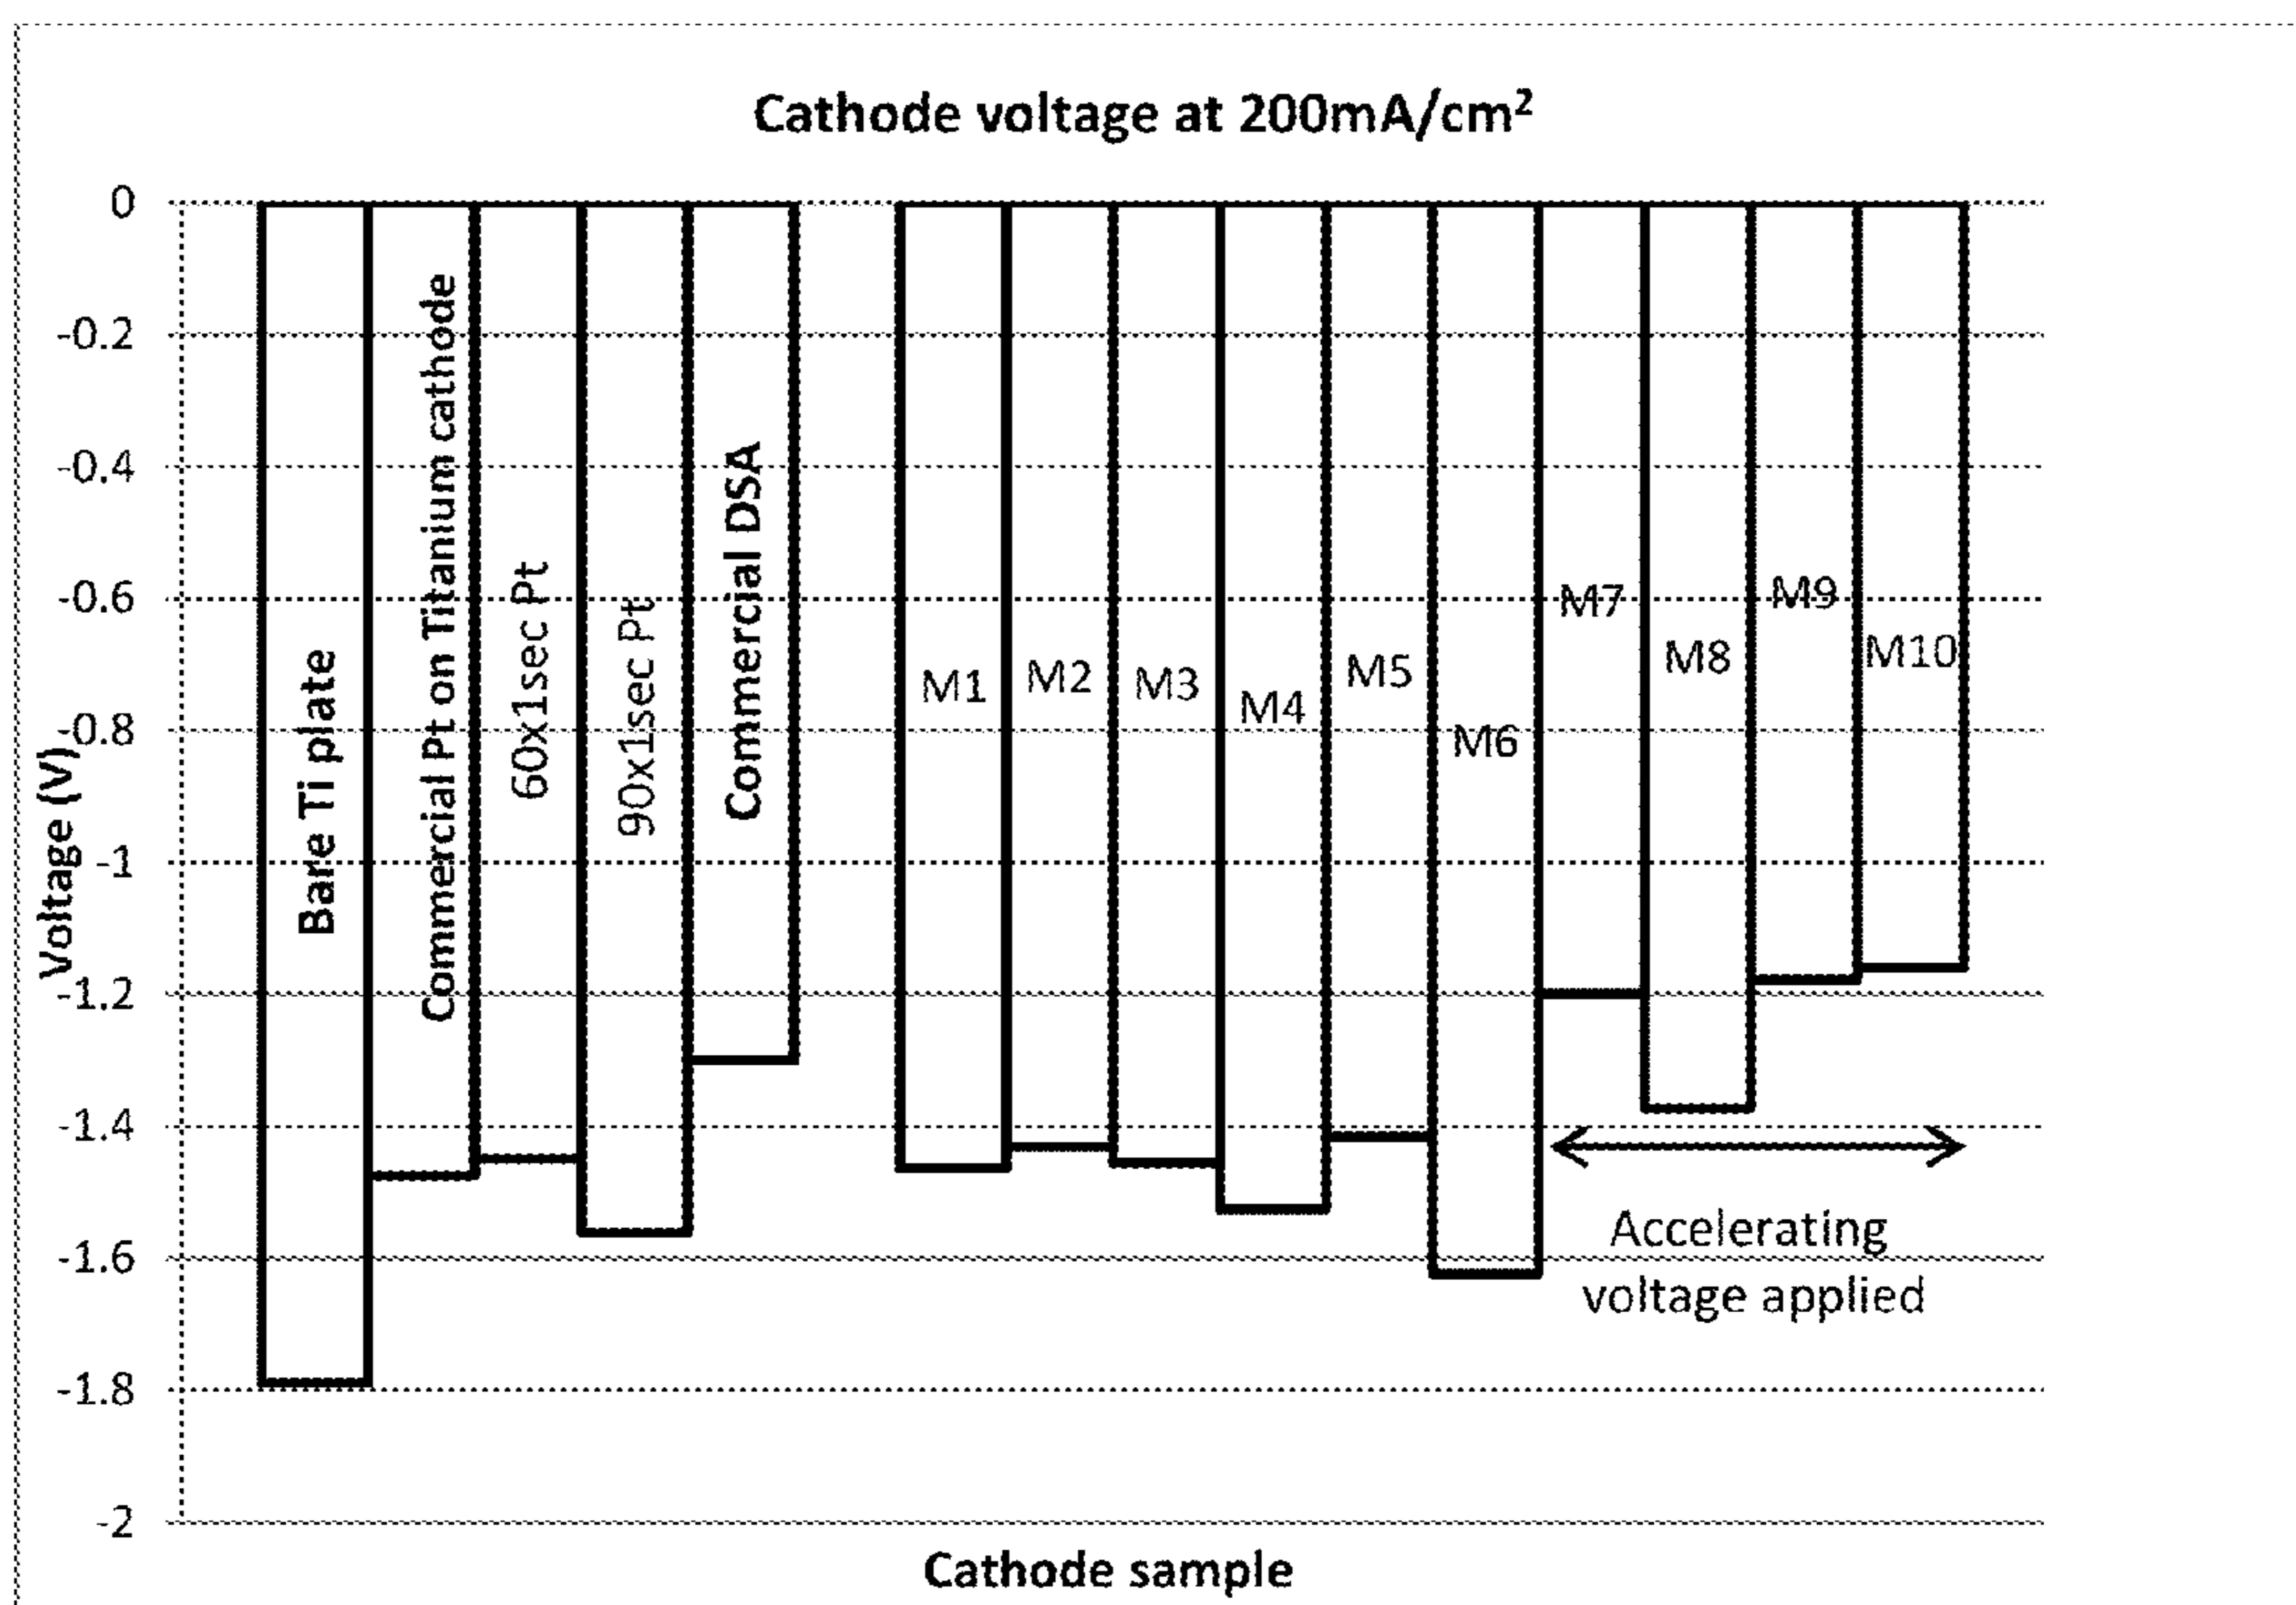 Cathode voltage at 200mA/cm²
0
-0.2
-0.4
-0.6
-0.8
-1
-1.2
-1.4
-1.6
-1.8
-2
Voltage (V)
Bare Ti plate
Commercial Pt on Titanium cathode
60x1sec Pt
90x1sec Pt
Commercial DSA
M1
M2
M3
M4
M5
M6
M7
M8
M9
M10
Accelerating
voltage applied
Cathode sample